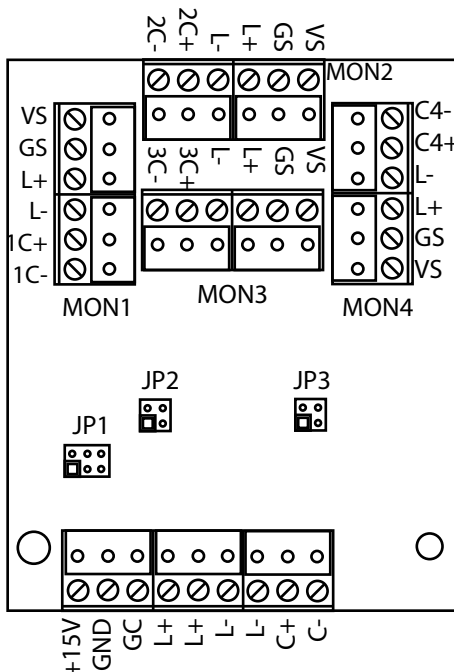 2C- 2C+ L- L+ GS VS
MON2
VS
GS
L+
L-
1C+
1C-
MON1
3C- 3C+ L- L+ GS VS
MON3
C4-
C4+
L-
L+
GS
VS
MON4
JP2
JP3
JP1
+15V GND GC L+ L+ L- L- C+ C-